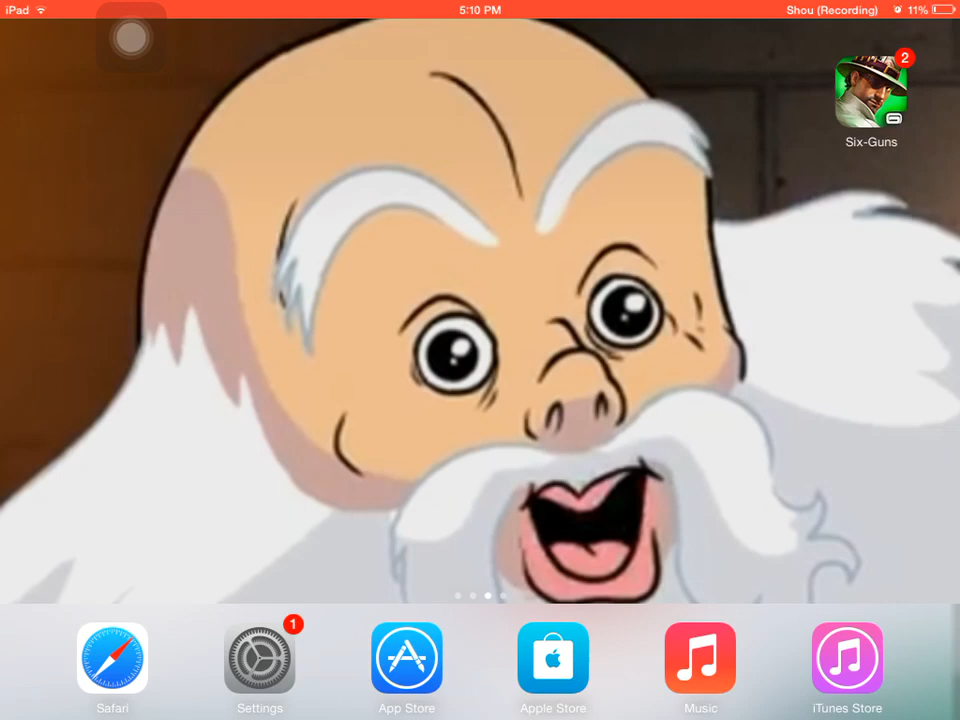 iPad 5:10 PM Shou (Recording) 11%
2
Six-Guns
1
Safari Settings App Store Apple Store Music iTunes Store